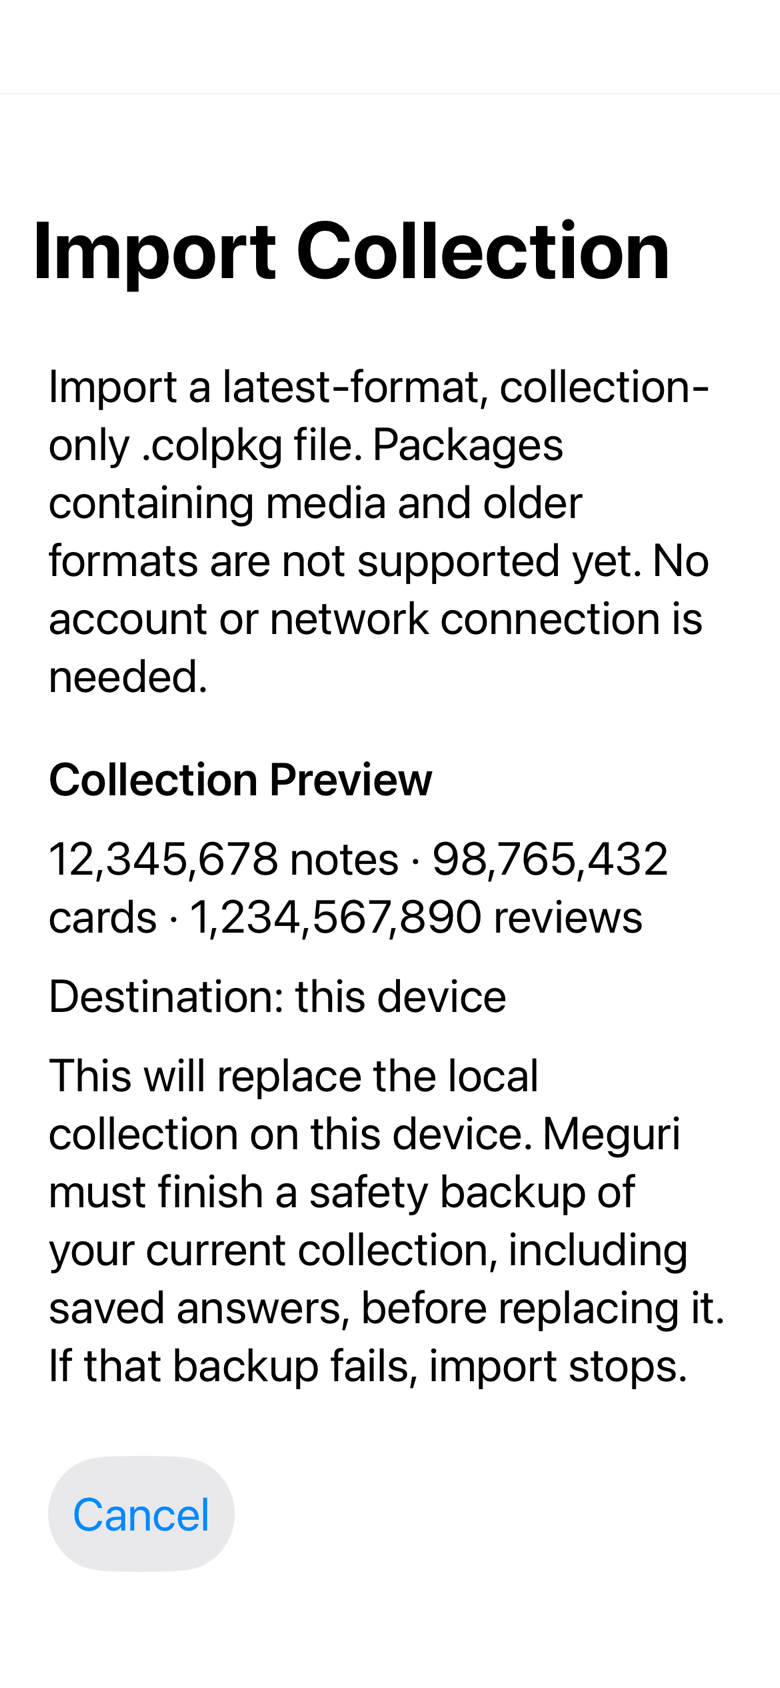 Import Collection
Import a latest-format, collection-
only .colpkg file. Packages
containing media and older
formats are not supported yet. No
account or network connection is
needed.
Collection Preview
12,345,678 notes · 98,765,432
cards · 1,234,567,890 reviews
Destination: this device
This will replace the local
collection on this device. Meguri
must finish a safety backup of
your current collection, including
saved answers, before replacing it.
If that backup fails, import stops.
Cancel